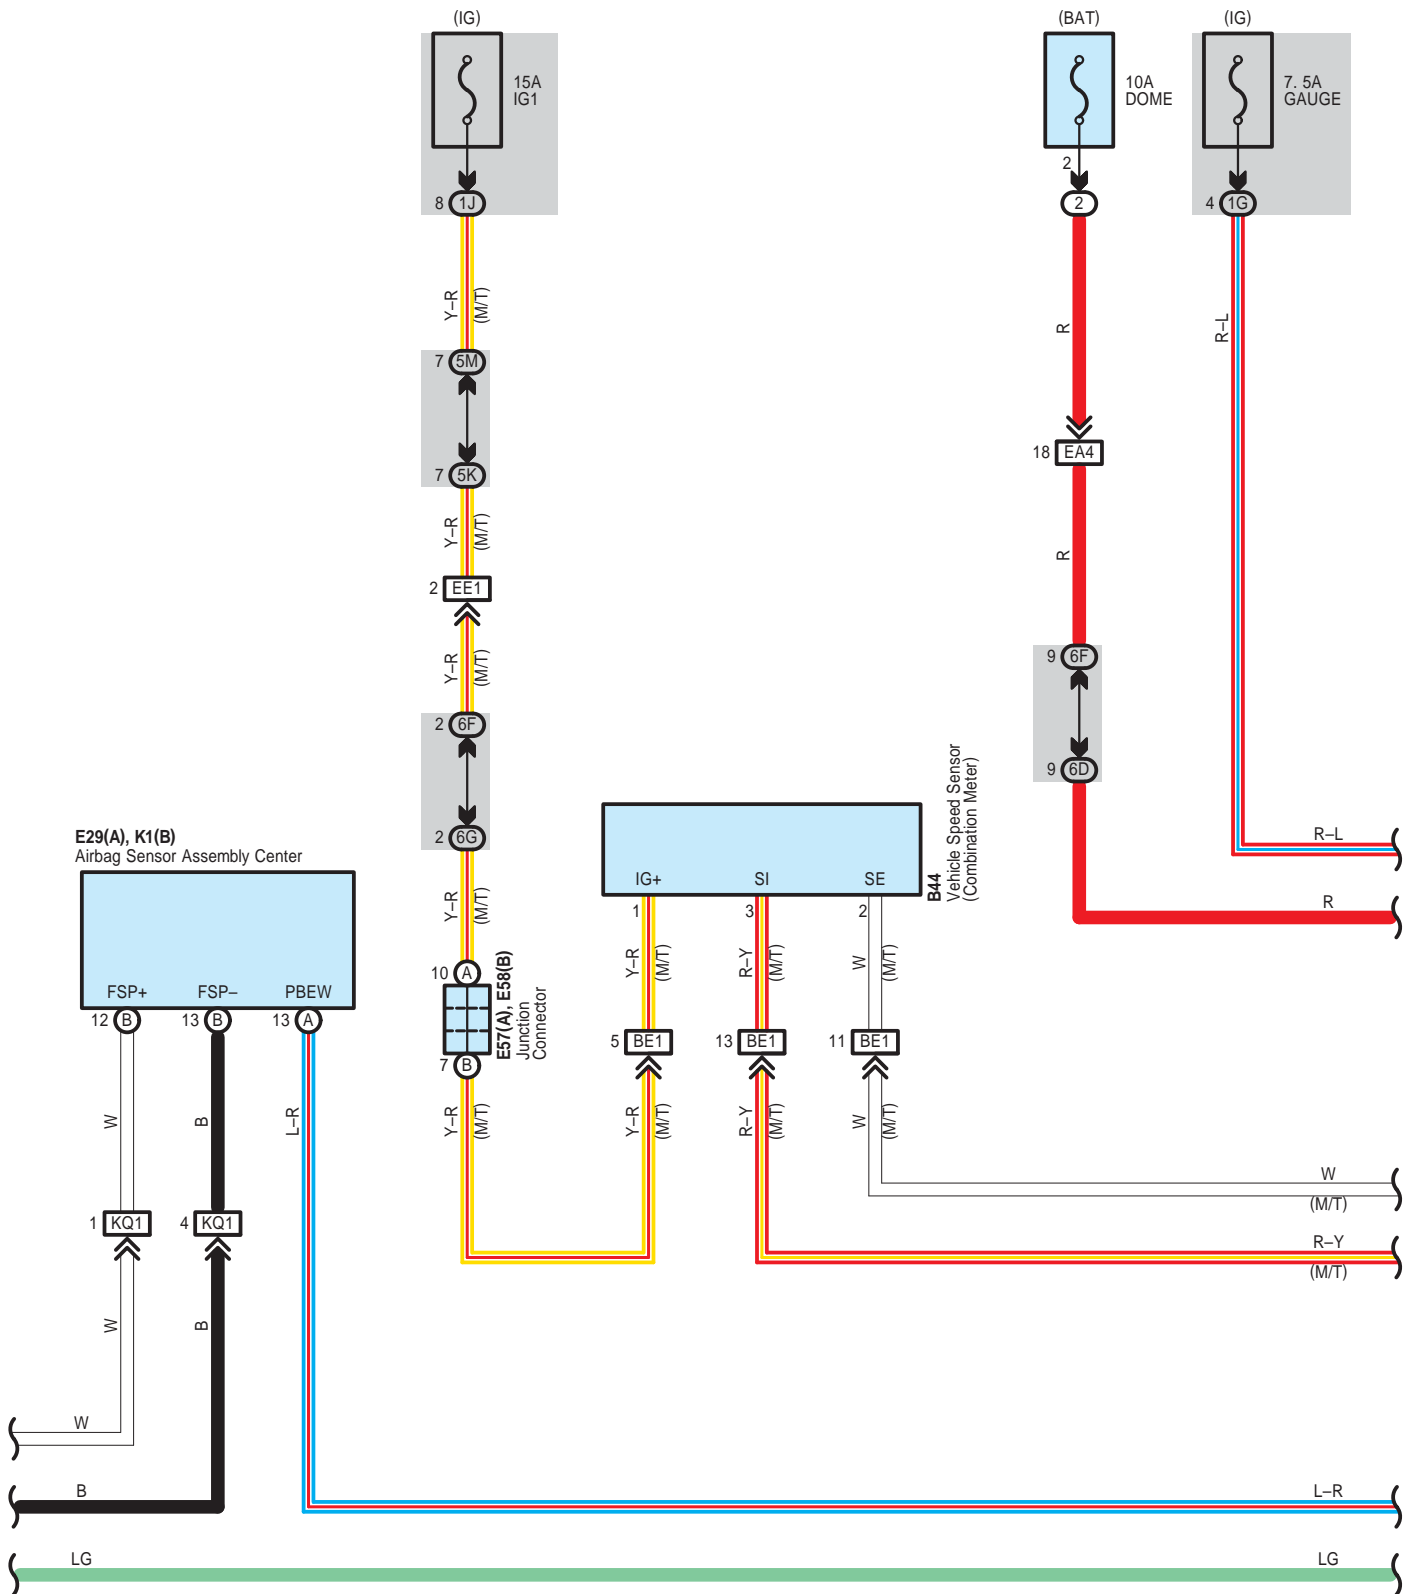 (IG)
(BAT)
(IG)
15A
IG1
10A
DOME
7. 5A
GAUGE
2
8 1J
2
4 1G
Y–R
(M/T)
R
R–L
7 5M
18 EA4
7 5K
Y–R
(M/T)
R
2 EE1
Y–R
(M/T)
9 6F
2 6F
9 6D
2 6G
E29(A), K1(B)
Airbag Sensor Assembly Center
R–L
IG+ SI SE
B44
Vehicle Speed Sensor
(Combination Meter)
R
1 3 2
Y–R
(M/T)
Y–R
(M/T)
R–Y
(M/T)
W
(M/T)
10 A
E57(A), E58(B)
Junction
Connector
FSP+ FSP– PBEW
12 B 13 B 13 A
5 BE1 13 BE1 11 BE1
7 B
W
B
L–R
Y–R
(M/T)
Y–R
(M/T)
R–Y
(M/T)
W
(M/T)
W
(M/T)
1 KQ1 4 KQ1
R–Y
(M/T)
W
B
W
B
L–R
LG
LG